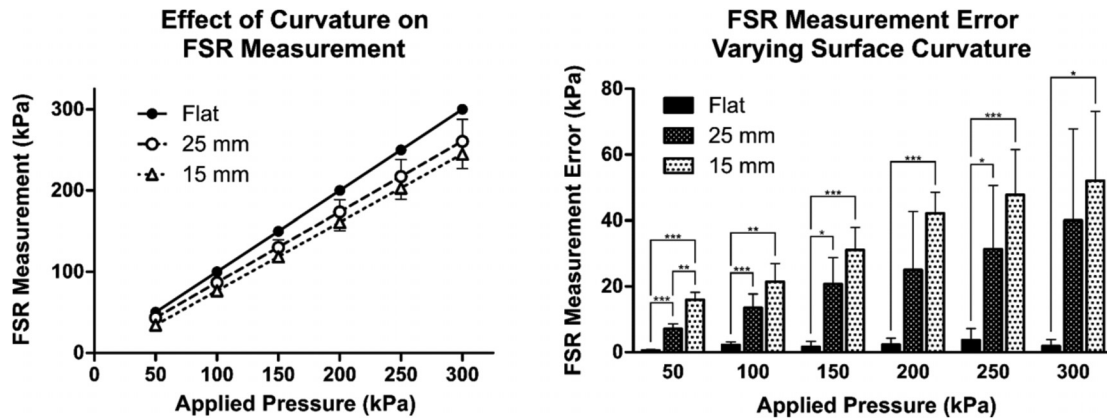 Effect of Curvature on
FSR Measurement
FSR Measurement (kPa)
300
200
100
0
Flat
25 mm
15 mm
0 50 100 150 200 250 300
Applied Pressure (kPa)
FSR Measurement Error
Varying Surface Curvature
FSR Measurement Error (kPa)
80
60
40
20
0
Flat
25 mm
15 mm
***
***
**
***
**
***
*
***
***
*
*
50 100 150 200 250 300
Applied Pressure (kPa)